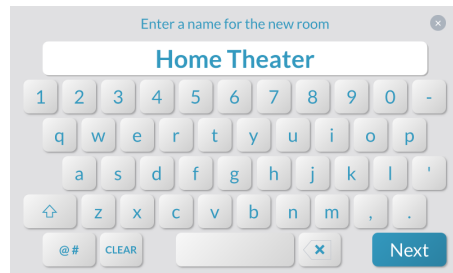 Enter a name for the new room
Home Theater
1 2 3 4 5 6 7 8 9 0 -
q w e r t y u i o p
a s d f g h j k l '
z x c v b n m , .
@# CLEAR Next